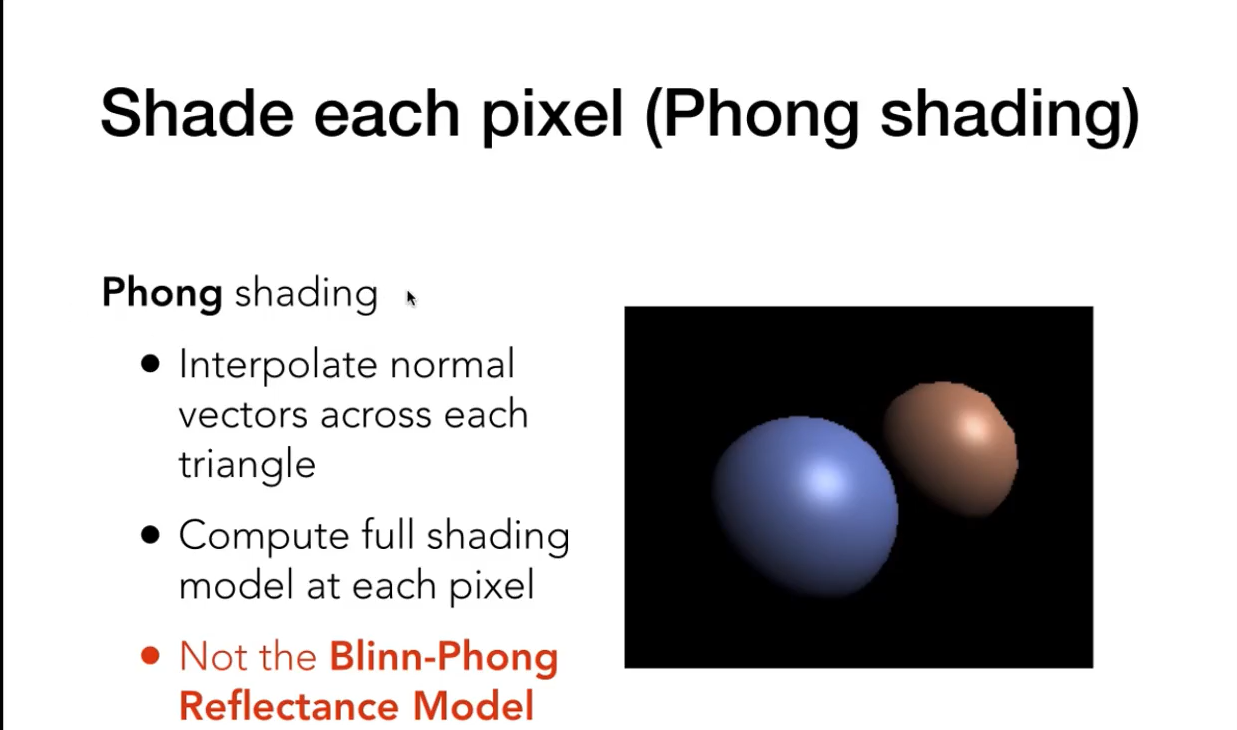 Shade each pixel (Phong shading)
Phong shading
● Interpolate normal
vectors across each
triangle
● Compute full shading
model at each pixel
● Not the Blinn-Phong
Reflectance Model